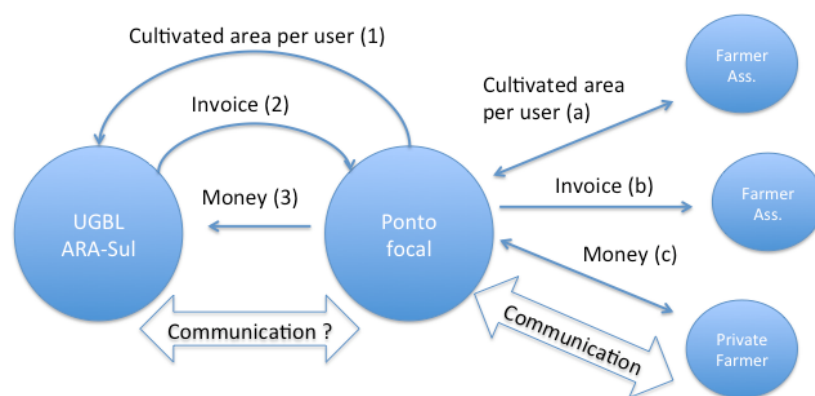 Cultivated area per user (1)
Invoice (2)
Money (3)
UGBL
ARA-Sul
Ponto
focal
Communication ?
Cultivated area
per user (a)
Invoice (b)
Money (c)
Communication
Farmer
Ass.
Farmer
Ass.
Private
Farmer